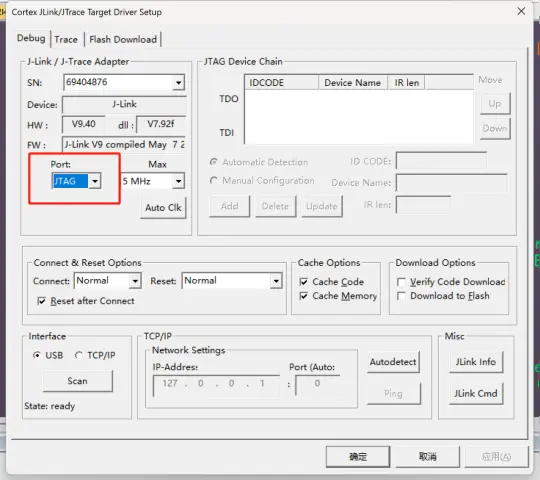 Cortex JLink/JTrace Target Driver Setup
Debug Trace Flash Download
J-Link / J-Trace Adapter
SN: 69404876
Device: J-Link
HW : V9.40 dll : V7.92f
FW : J-Link V9 compiled May 7 2
Port: Max
JTAG 5 MHz
Auto Clk
JTAG Device Chain
IDCODE Device Name IR len
TDO
TDI
Move
Up
Down
Automatic Detection ID CODE:
Manual Configuration Device Name:
Add Delete Update IR len:
Connect & Reset Options
Connect: Normal Reset: Normal
Reset after Connect
Cache Options
Cache Code
Cache Memory
Download Options
Verify Code Download
Download to Flash
Interface
USB TCP/IP
Scan
State: ready
TCP/IP
Network Settings
IP-Address: Port (Auto:
127 . 0 . 0 . 1 : 0
Autodetect
Ping
Misc
JLink Info
JLink Cmd
确定 取消 应用(A)